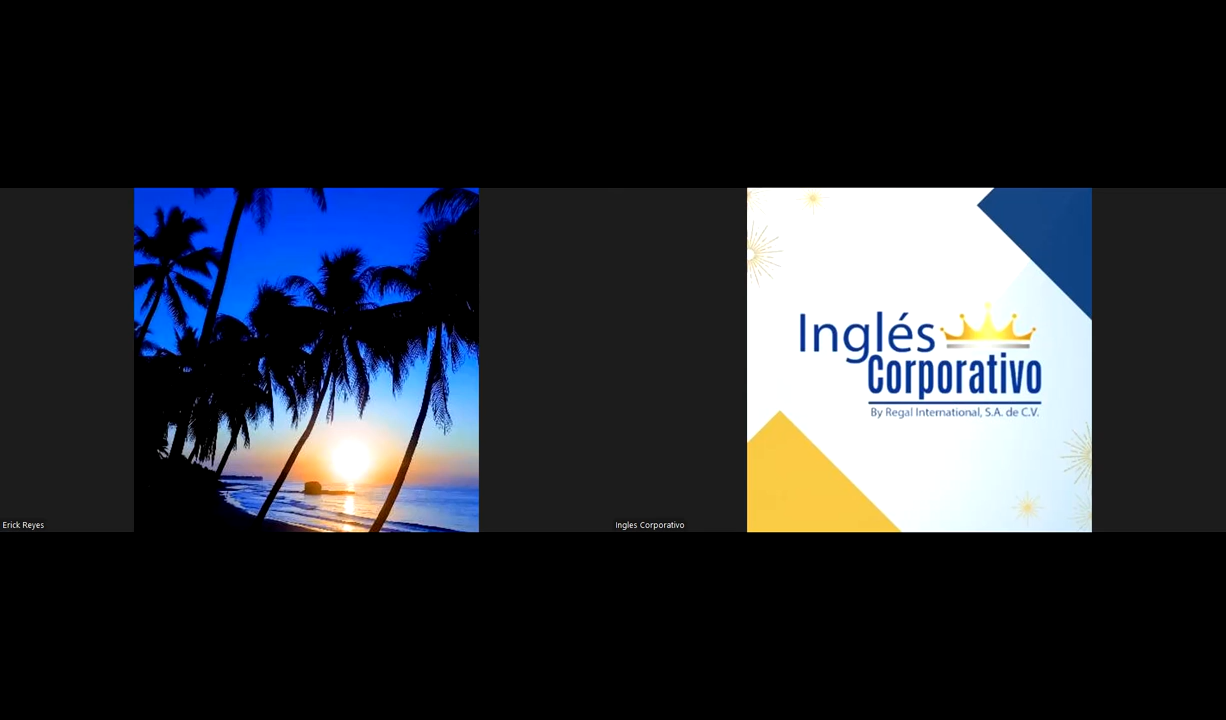 Erick Reyes
Inglés
Corporativo
By Regal International, S.A. de C.V.
Ingles Corporativo